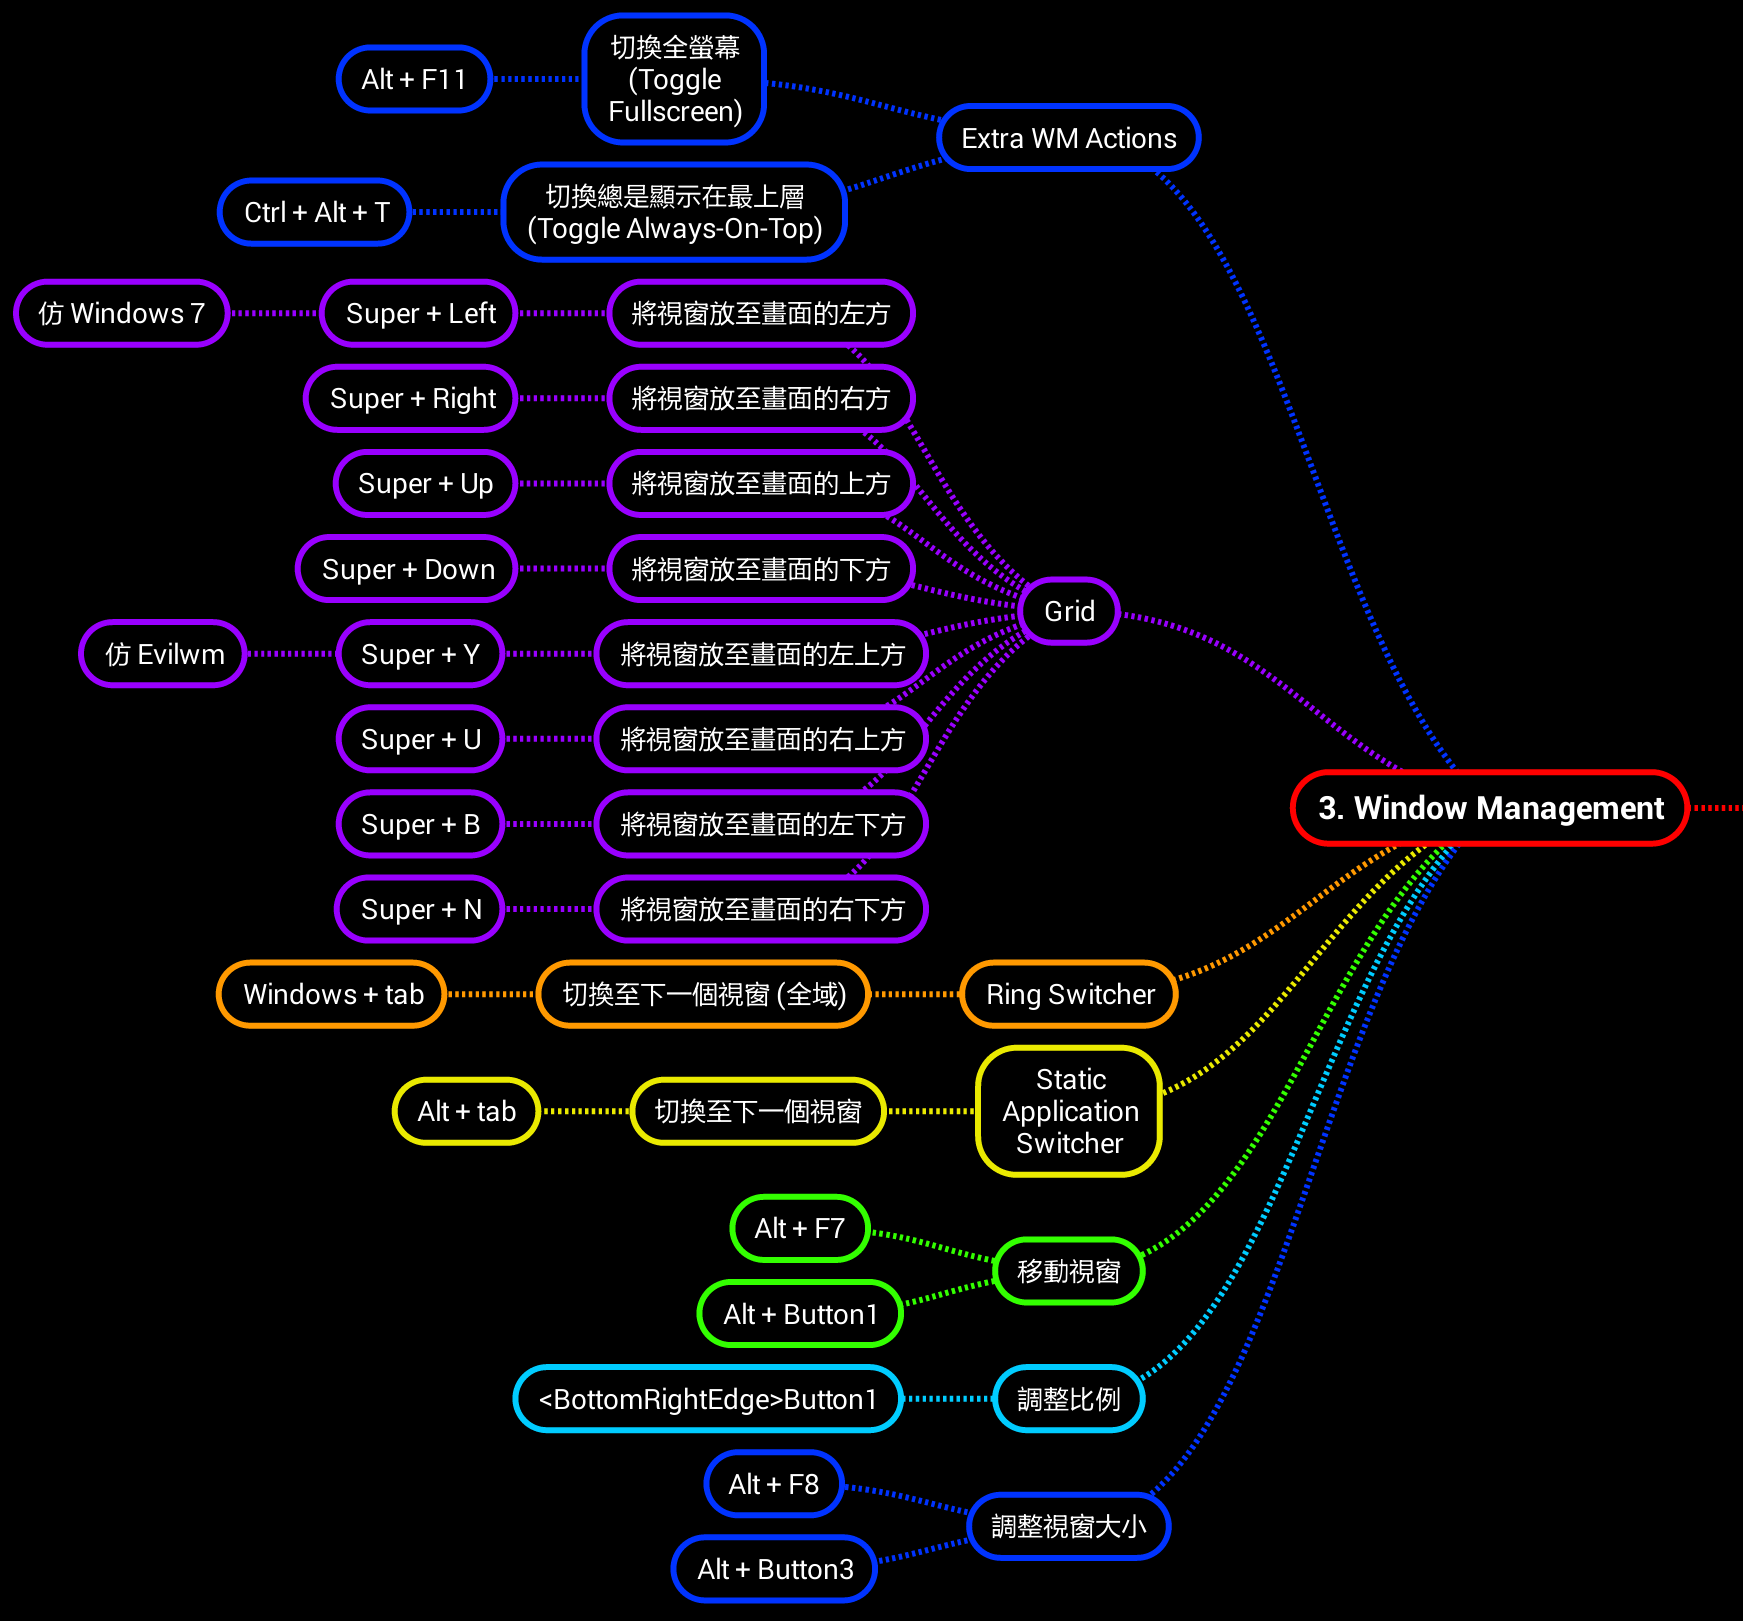 切換全螢幕
(Toggle
Fullscreen)
Alt + F11
Extra WM Actions
切換總是顯示在最上層
(Toggle Always-On-Top)
Ctrl + Alt + T
仿 Windows 7
Super + Left
將視窗放至畫面的左方
Super + Right
將視窗放至畫面的右方
Super + Up
將視窗放至畫面的上方
Super + Down
將視窗放至畫面的下方
Grid
仿 Evilwm
Super + Y
將視窗放至畫面的左上方
Super + U
將視窗放至畫面的右上方
3. Window Management
Super + B
將視窗放至畫面的左下方
Super + N
將視窗放至畫面的右下方
Windows + tab
切換至下一個視窗 (全域)
Ring Switcher
Alt + tab
切換至下一個視窗
Static
Application
Switcher
Alt + F7
移動視窗
Alt + Button1
<BottomRightEdge>Button1
調整比例
Alt + F8
調整視窗大小
Alt + Button3